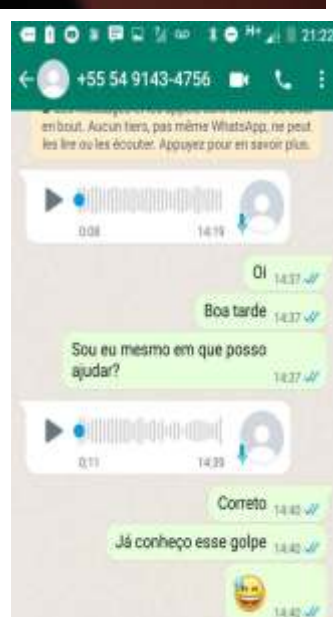 H+ 21:22
+55 54 9143-4756
en bout. Aucun tiers, pas même WhatsApp, ne peut
les lire ou les écouter. Appuyez pour en savoir plus.
0:08 14:19
OI 14:37
Boa tarde 14:37
Sou eu mesmo em que posso
ajudar? 14:37
0:11 14:39
Correto 14:40
Já conheço esse golpe 14:40
14:40